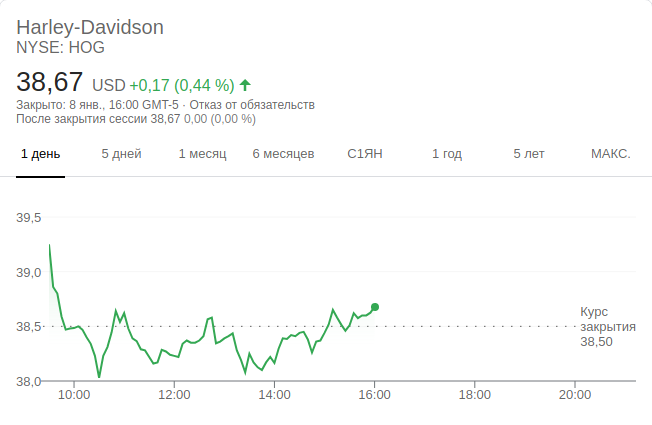 Harley-Davidson
NYSE: HOG
38,67 USD +0,17 (0,44 %)
Закрыто: 8 янв., 16:00 GMT-5 · Отказ от обязательств
После закрытия сессии 38,67 0,00 (0,00 %)
1 день 5 дней 1 месяц 6 месяцев С1ЯН 1 год 5 лет МАКС.
39,5
39,0
38,5
38,0
Курс
закрытия
38,50
10:00 12:00 14:00 16:00 18:00 20:00